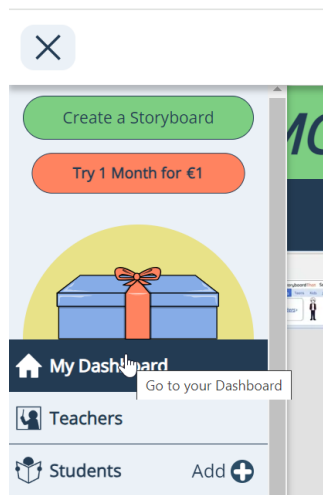 Create a Storyboard
Try 1 Month for €1
My Dashboard
Go to your Dashboard
Teachers
Students Add